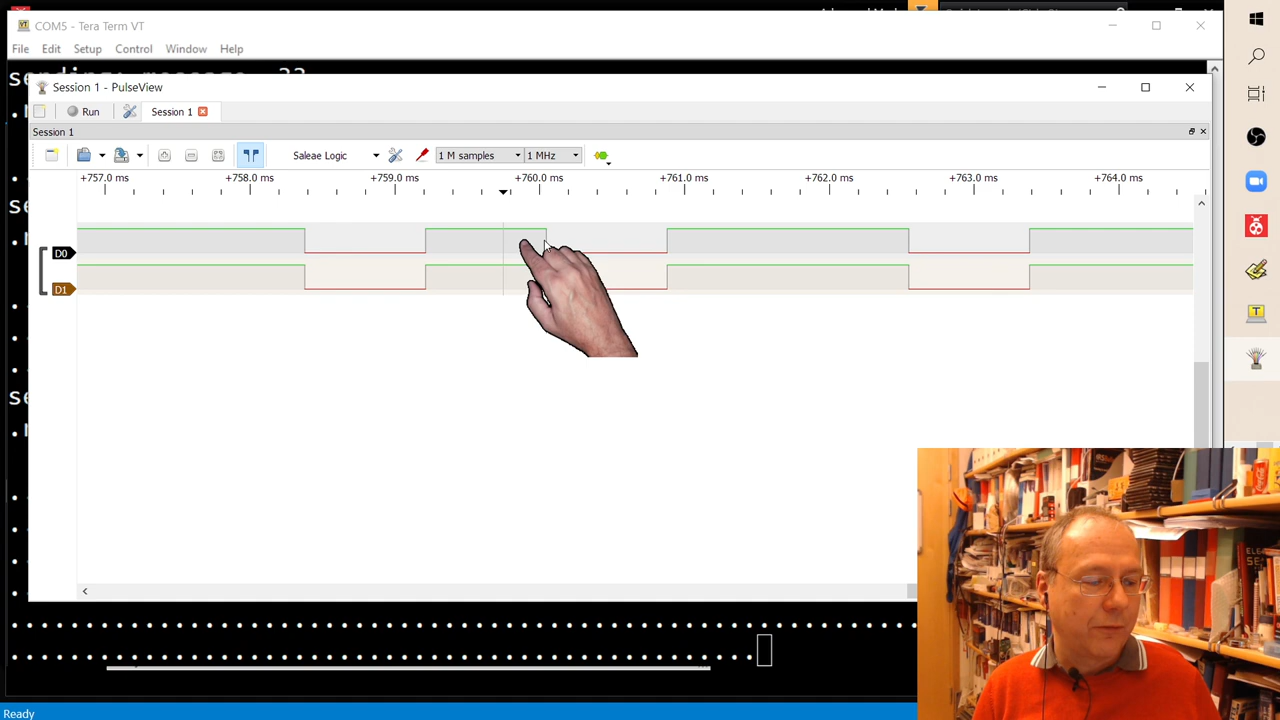 COM5 - Tera Term VT
File Edit Setup Control Window Help
Session 1 - PulseView
Run
Session 1
Session 1
Saleae Logic
1 M samples
1 MHz
+757.0 ms +758.0 ms +759.0 ms +760.0 ms +761.0 ms +762.0 ms +763.0 ms +764.0 ms
D0
D1
Ready